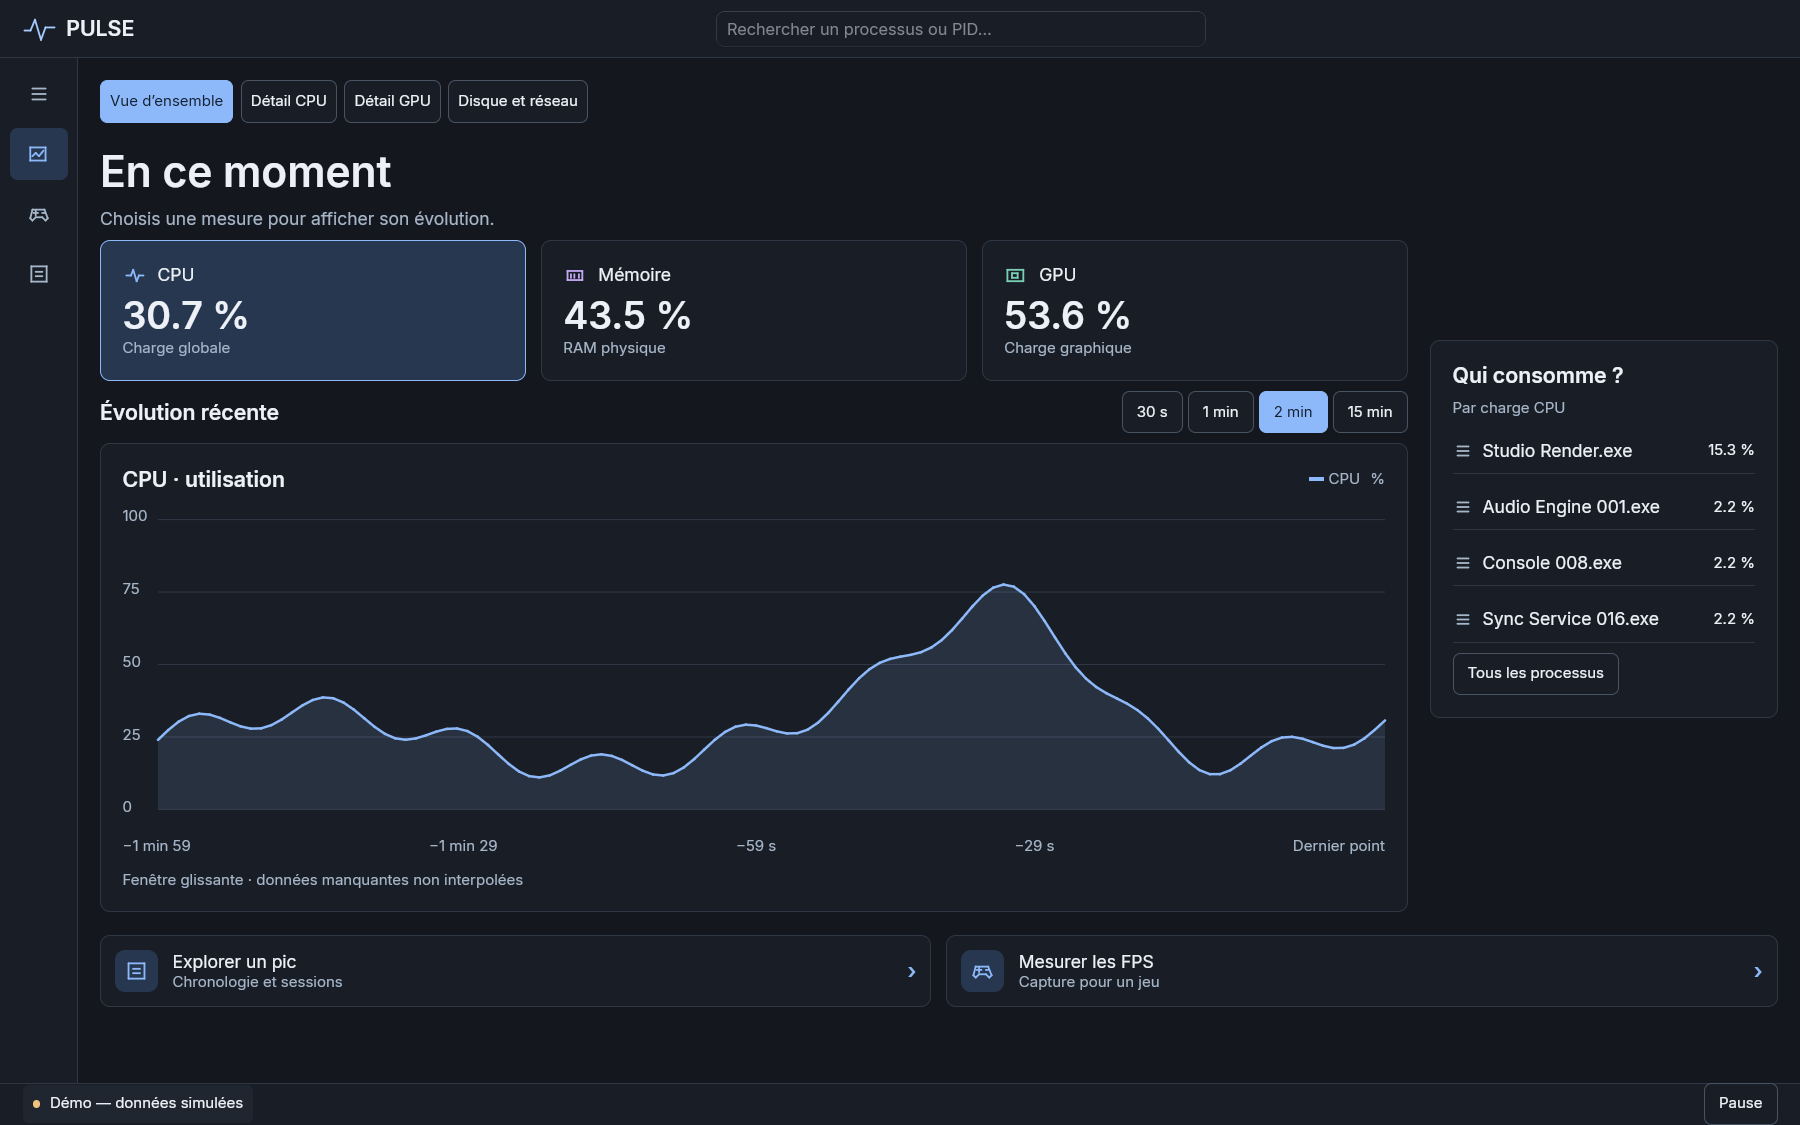 PULSE
Rechercher un processus ou PID...
Vue d’ensemble
Détail CPU
Détail GPU
Disque et réseau
En ce moment
Choisis une mesure pour afficher son évolution.
CPU
30.7 %
Charge globale
Mémoire
43.5 %
RAM physique
GPU
53.6 %
Charge graphique
Évolution récente
30 s
1 min
2 min
15 min
CPU · utilisation
CPU %
100
75
50
25
0
−1 min 59
−1 min 29
−59 s
−29 s
Dernier point
Fenêtre glissante · données manquantes non interpolées
Qui consomme ?
Par charge CPU
Studio Render.exe 15.3 %
Audio Engine 001.exe 2.2 %
Console 008.exe 2.2 %
Sync Service 016.exe 2.2 %
Tous les processus
Explorer un pic
Chronologie et sessions
Mesurer les FPS
Capture pour un jeu
Démo — données simulées
Pause